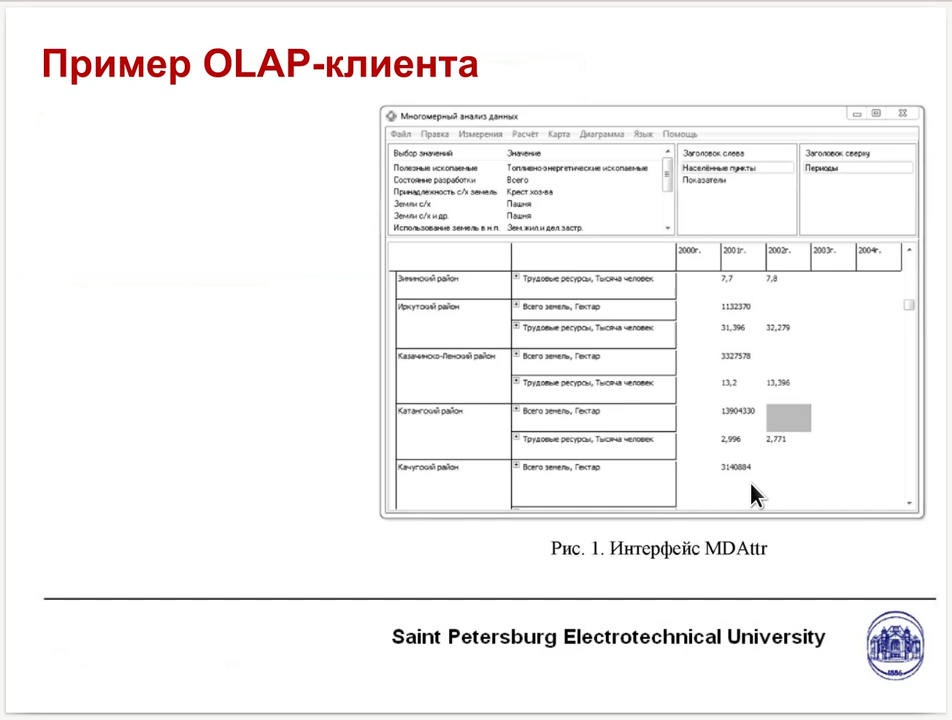 Пример OLAP-клиента
Многомерный анализ данных
Файл Правка Измерения Расчёт Карта Диаграмма Язык Помощь
Выбор значений Значение
Полезные ископаемые Топливно-энергетические ископаемые
Состояние разработки Всего
Принадлежность с/х земель Крест.хоз-ва
Земли с/х Пашня
Земли с/х и др. Пашня
Использование земель в н.п. Зем.жил.и дел.застр.
Заголовок слева
Населённые пункты
Показатели
Заголовок сверху
Периоды
2000г. 2001г. 2002г. 2003г. 2004г.
Зиминский район Трудовые ресурсы, Тысяча человек 7,7 7,8
Иркутский район Всего земель, Гектар 1132370
Трудовые ресурсы, Тысяча человек 31,396 32,279
Казачинско-Ленский район Всего земель, Гектар 3327578
Трудовые ресурсы, Тысяча человек 13,2 13,396
Катангский район Всего земель, Гектар 13904330
Трудовые ресурсы, Тысяча человек 2,996 2,771
Качугский район Всего земель, Гектар 3140884
Рис. 1. Интерфейс MDAttr
Saint Petersburg Electrotechnical University
1886